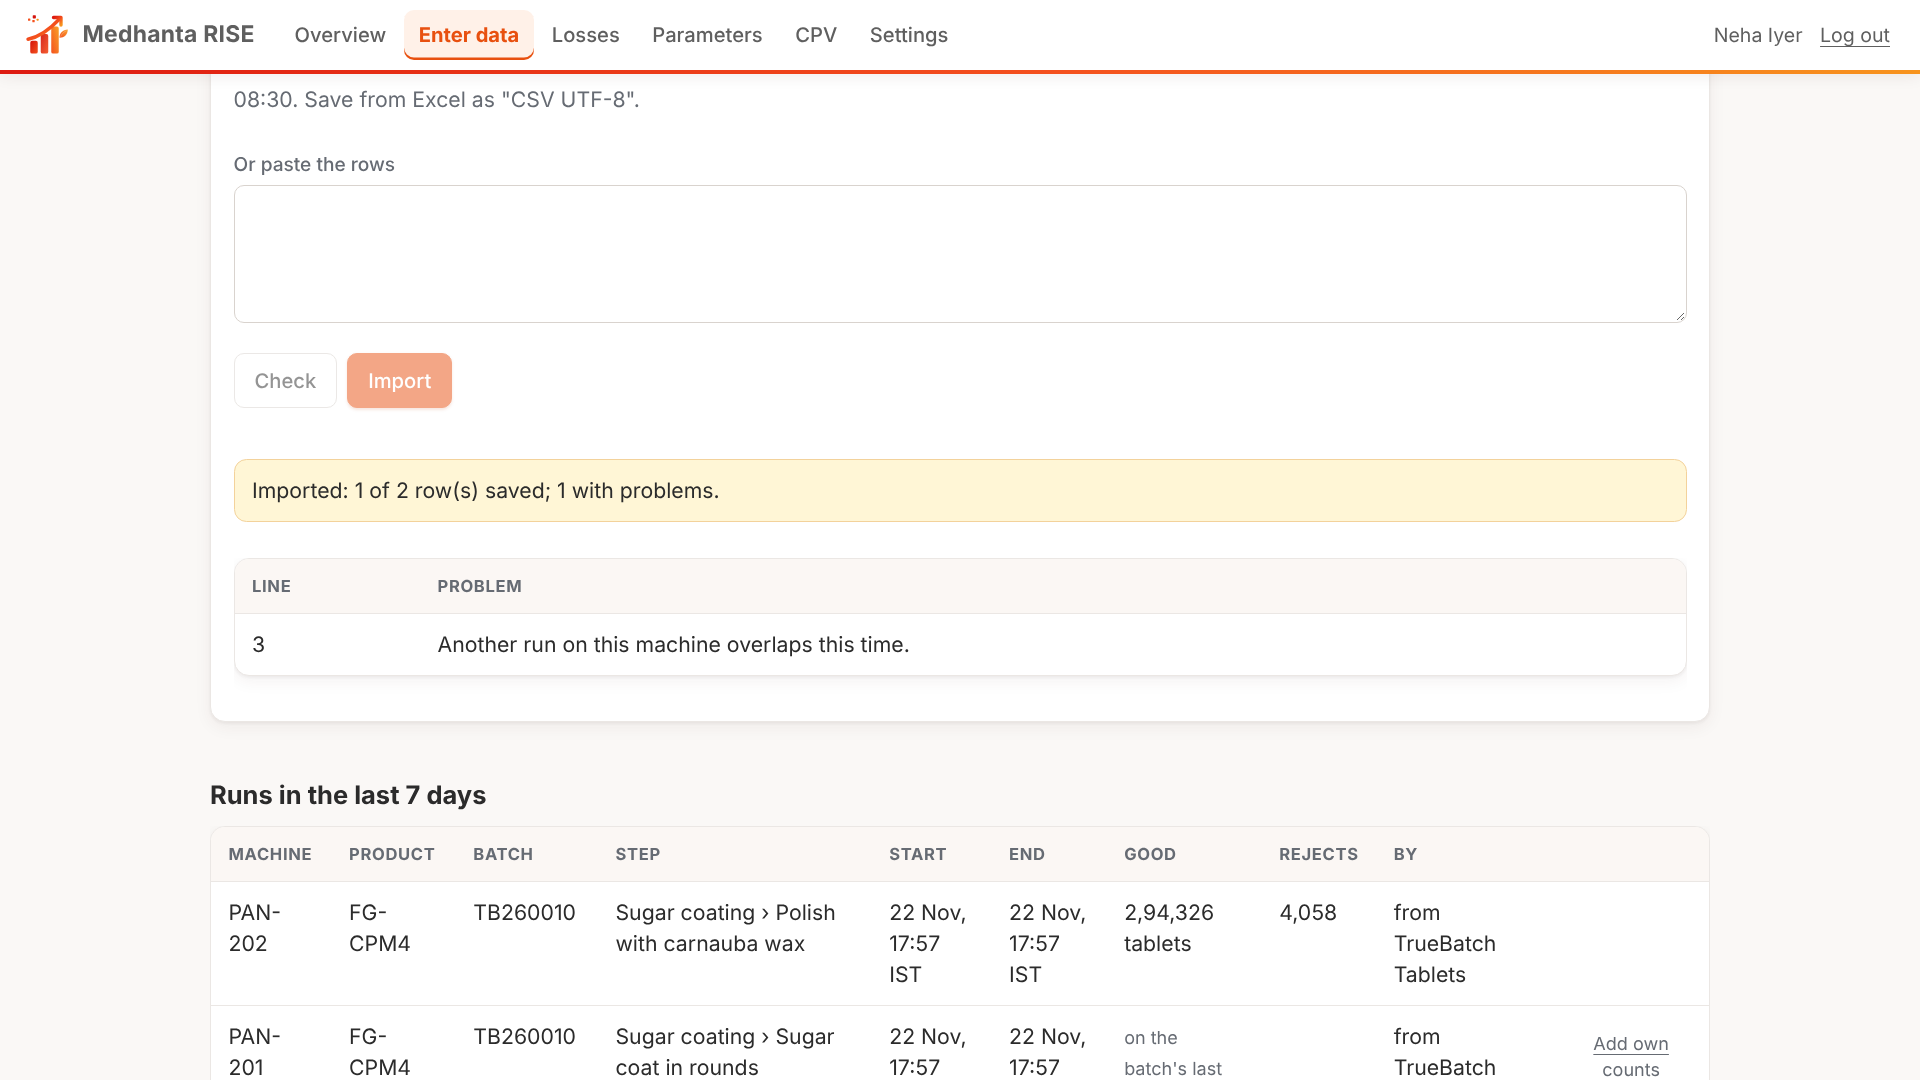 Medhanta RISE Overview Enter data Losses Parameters CPV Settings Neha Iyer Log out
08:30. Save from Excel as "CSV UTF-8".
Or paste the rows
Check Import
Imported: 1 of 2 row(s) saved; 1 with problems.
LINE PROBLEM
3 Another run on this machine overlaps this time.
Runs in the last 7 days
MACHINE PRODUCT BATCH STEP START END GOOD REJECTS BY
PAN- FG- TB260010 Sugar coating › Polish 22 Nov, 22 Nov, 2,94,326 4,058 from
202 CPM4 with carnauba wax 17:57 17:57 tablets TrueBatch
IST IST Tablets
PAN- FG- TB260010 Sugar coating › Sugar 22 Nov, 22 Nov, on the from Add own
201 CPM4 coat in rounds 17:57 17:57 batch's last TrueBatch counts